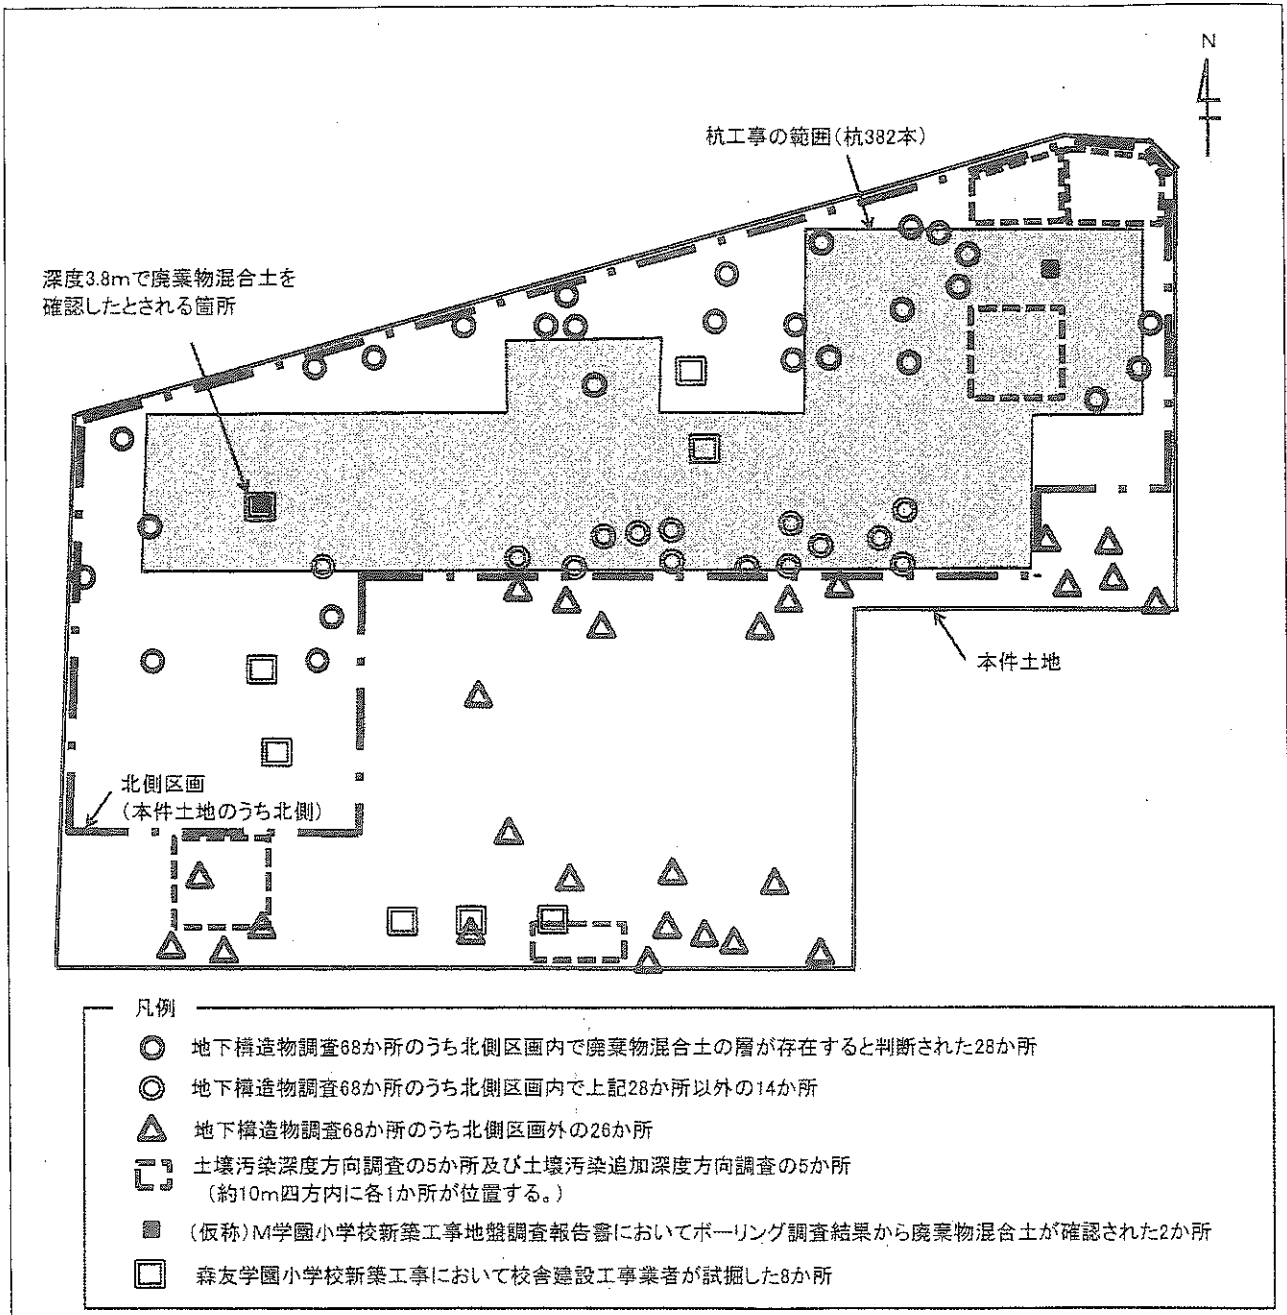 N
杭工事の範囲(杭382本)
深度3.8mで廃棄物混合土を
確認したとされる箇所
本件土地
北側区画
(本件土地のうち北側)
凡例
地下構造物調査68か所のうち北側区画内で廃棄物混合土の層が存在すると判断された28か所
地下構造物調査68か所のうち北側区画内で上記28か所以外の14か所
地下構造物調査68か所のうち北側区画外の26か所
土壌汚染深度方向調査の5か所及び土壌汚染追加深度方向調査の5か所
(約10m四方内に各1か所が位置する。)
(仮称)M学園小学校新築工事地盤調査報告書においてボーリング調査結果から廃棄物混合土が確認された2か所
森友学園小学校新築工事において校舎建設工事業者が試掘した8か所